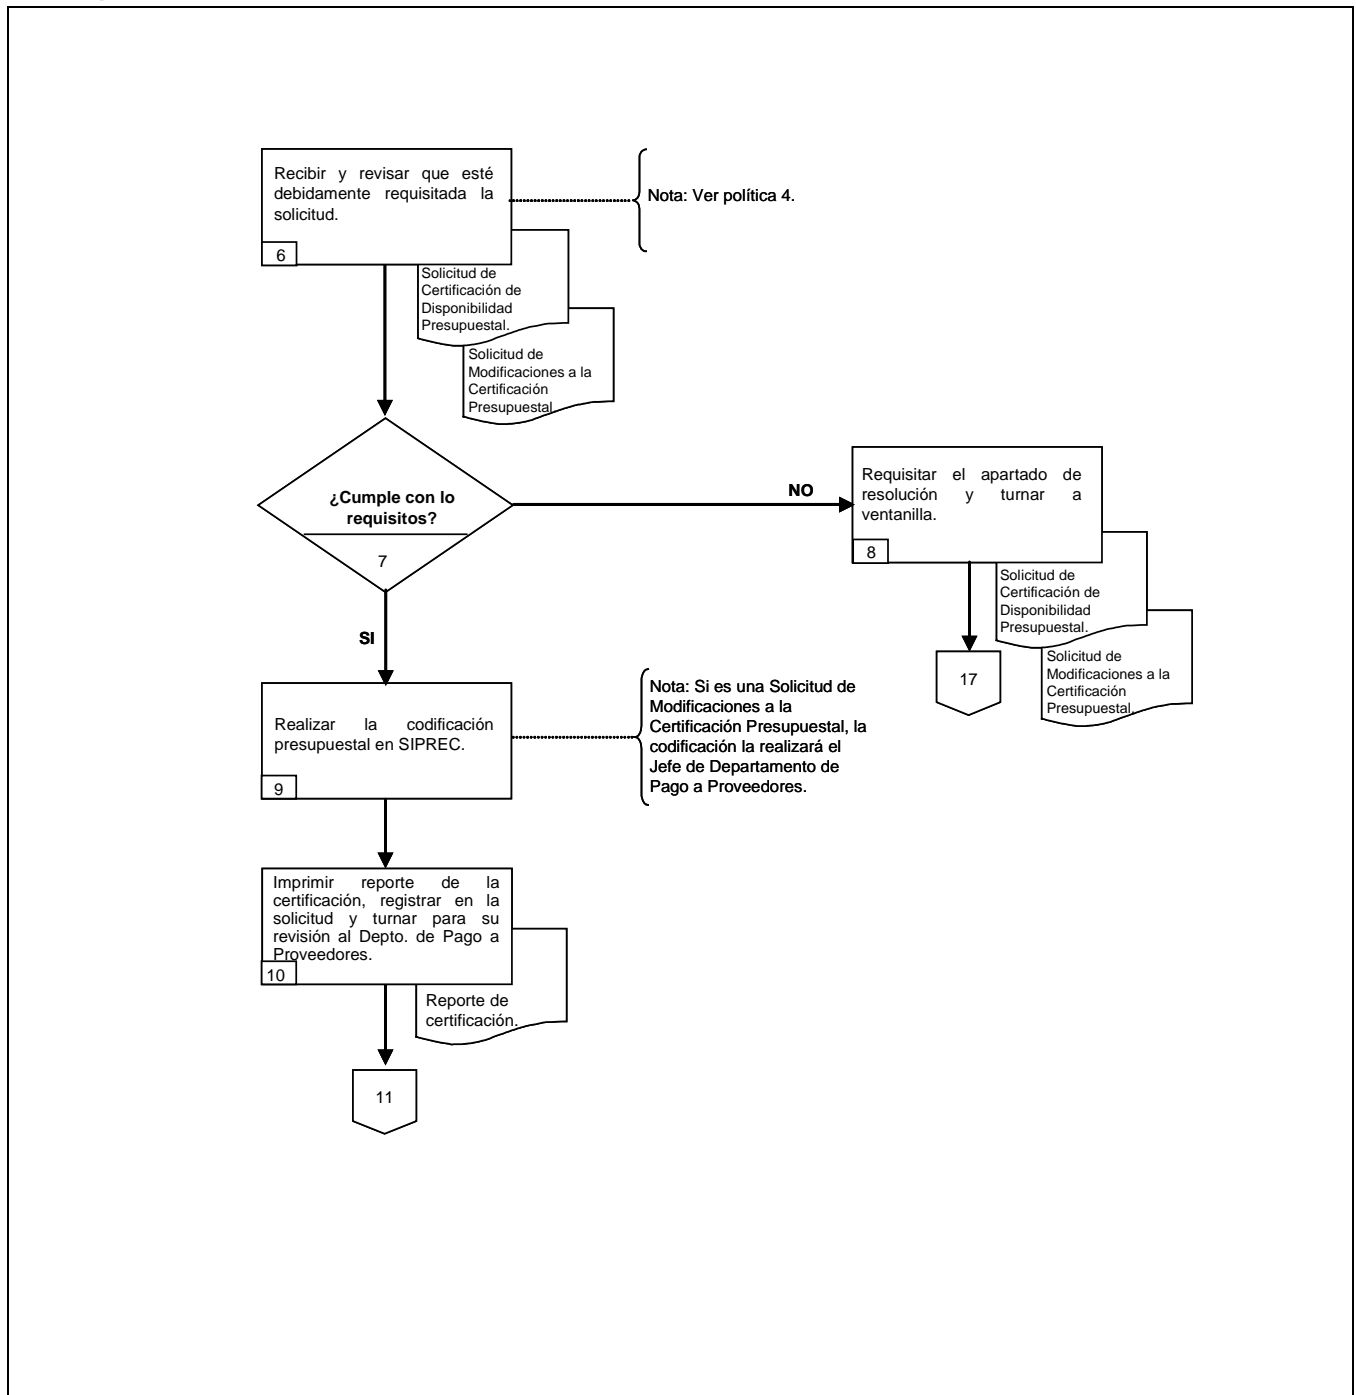 Recibir y revisar que esté
debidamente requisitada la
solicitud.
6
Nota: Ver política 4.
Solicitud de
Certificación de
Disponibilidad
Presupuestal.
Solicitud de
Modificaciones a la
Certificación
Presupuestal
¿Cumple con lo
requisitos?
7
NO
Requisitar el apartado de
resolución y turnar a
ventanilla.
8
Solicitud de
Certificación de
Disponibilidad
Presupuestal.
Solicitud de
Modificaciones a la
Certificación
Presupuestal.
17
SI
Realizar la codificación
presupuestal en SIPREC.
9
Nota: Si es una Solicitud de
Modificaciones a la
Certificación Presupuestal, la
codificación la realizará el
Jefe de Departamento de
Pago a Proveedores.
Imprimir reporte de la
certificación, registrar en la
solicitud y turnar para su
revisión al Depto. de Pago a
Proveedores.
10
Reporte de
certificación.
11